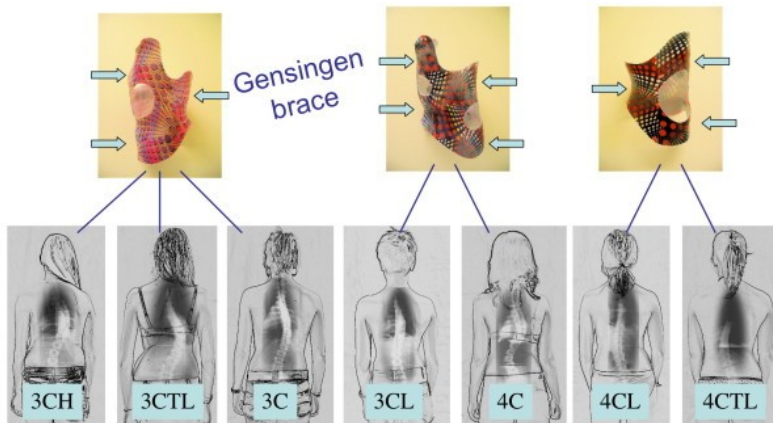 Gensingen
brace
3CH
3CTL
3C
3CL
4C
4CL
4CTL